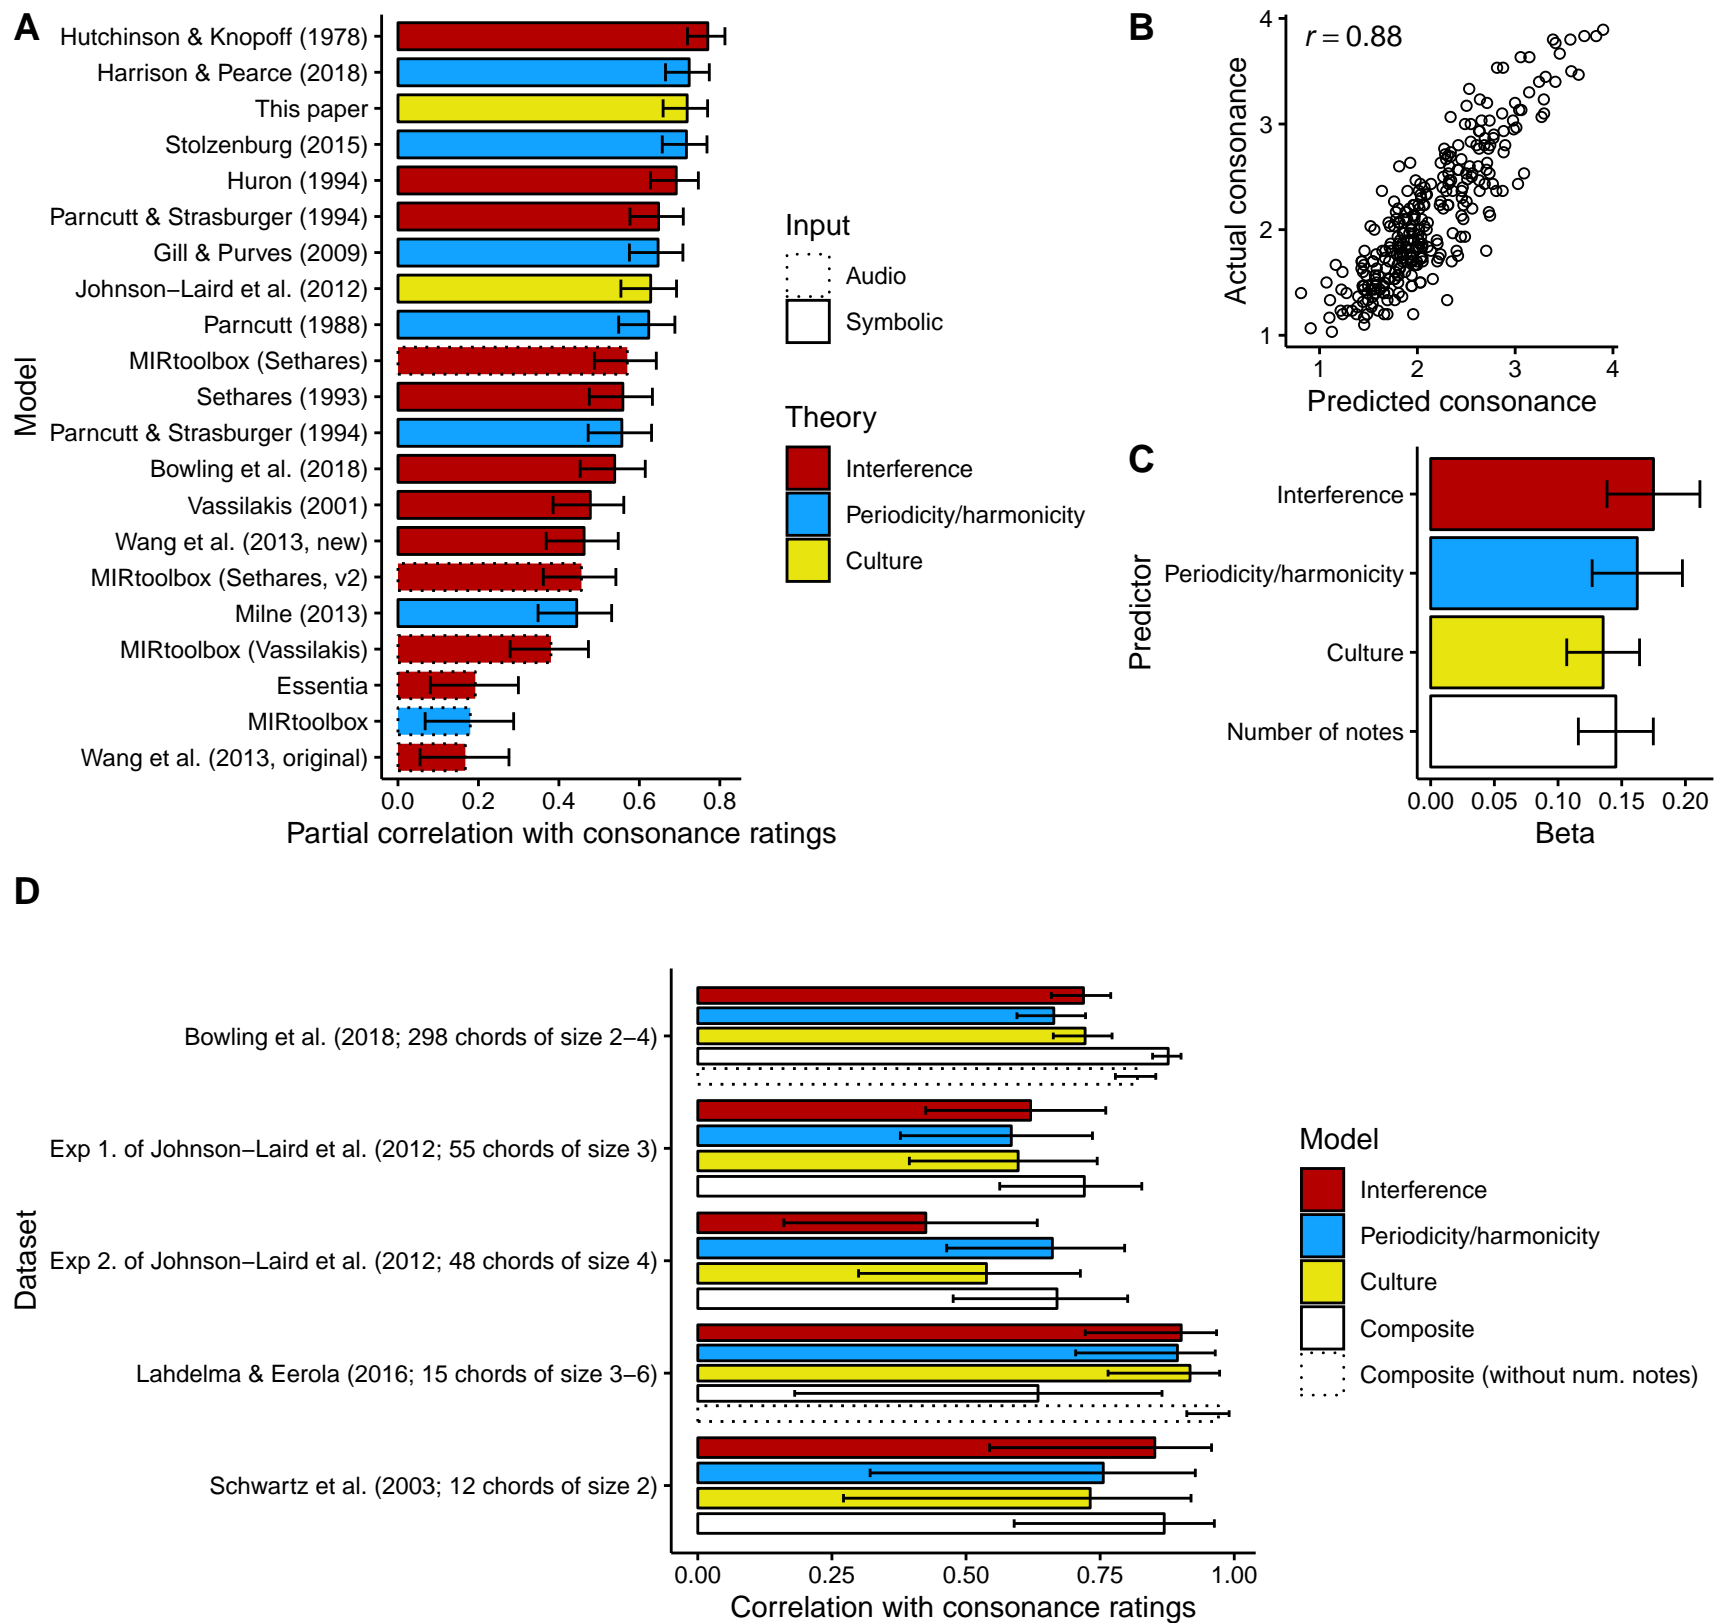 A
Model
Hutchinson & Knopoff (1978)
Harrison & Pearce (2018)
This paper
Stolzenburg (2015)
Huron (1994)
Parncutt & Strasburger (1994)
Gill & Purves (2009)
Johnson−Laird et al. (2012)
Parncutt (1988)
MIRtoolbox (Sethares)
Sethares (1993)
Parncutt & Strasburger (1994)
Bowling et al. (2018)
Vassilakis (2001)
Wang et al. (2013, new)
MIRtoolbox (Sethares, v2)
Milne (2013)
MIRtoolbox (Vassilakis)
Essentia
MIRtoolbox
Wang et al. (2013, original)
0.0 0.2 0.4 0.6 0.8
Partial correlation with consonance ratings
Input
Audio
Symbolic
Theory
Interference
Periodicity/harmonicity
Culture
B
r = 0.88
Actual consonance
4
3
2
1
1 2 3 4
Predicted consonance
C
Predictor
Interference
Periodicity/harmonicity
Culture
Number of notes
0.00 0.05 0.10 0.15 0.20
Beta
D
Dataset
Bowling et al. (2018; 298 chords of size 2−4)
Exp 1. of Johnson−Laird et al. (2012; 55 chords of size 3)
Exp 2. of Johnson−Laird et al. (2012; 48 chords of size 4)
Lahdelma & Eerola (2016; 15 chords of size 3−6)
Schwartz et al. (2003; 12 chords of size 2)
0.00 0.25 0.50 0.75 1.00
Correlation with consonance ratings
Model
Interference
Periodicity/harmonicity
Culture
Composite
Composite (without num. notes)